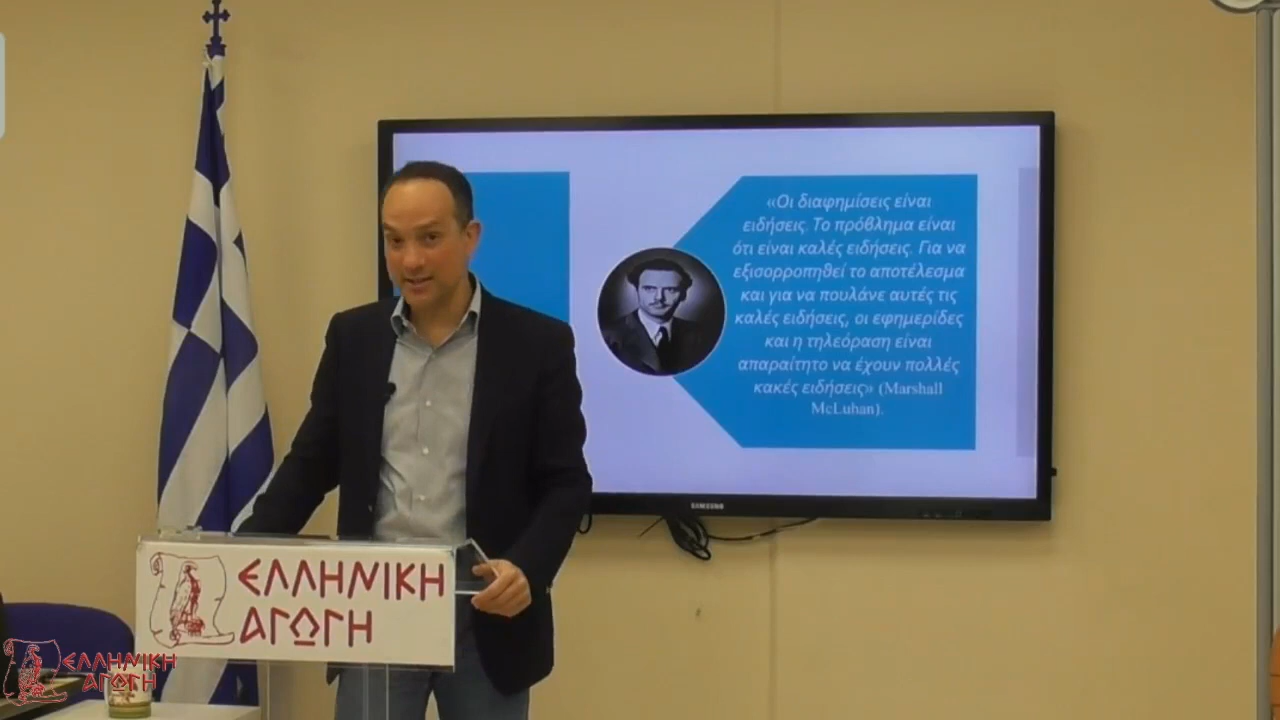 «Οι διαφημίσεις είναι
ειδήσεις. Το πρόβλημα είναι
ότι είναι καλές ειδήσεις. Για να
εξισορροπηθεί το αποτέλεσμα
και για να πουλάνε αυτές τις
καλές ειδήσεις, οι εφημερίδες
και η τηλεόραση είναι
απαραίτητο να έχουν πολλές
κακές ειδήσεις» (Marshall
McLuhan).
SAMSUNG
ΕΛΛΗΝΙΚΗ
ΑΓΩΓΗ
ΕΛΛΗΝΙΚΗ
ΑΓΩΓΗ